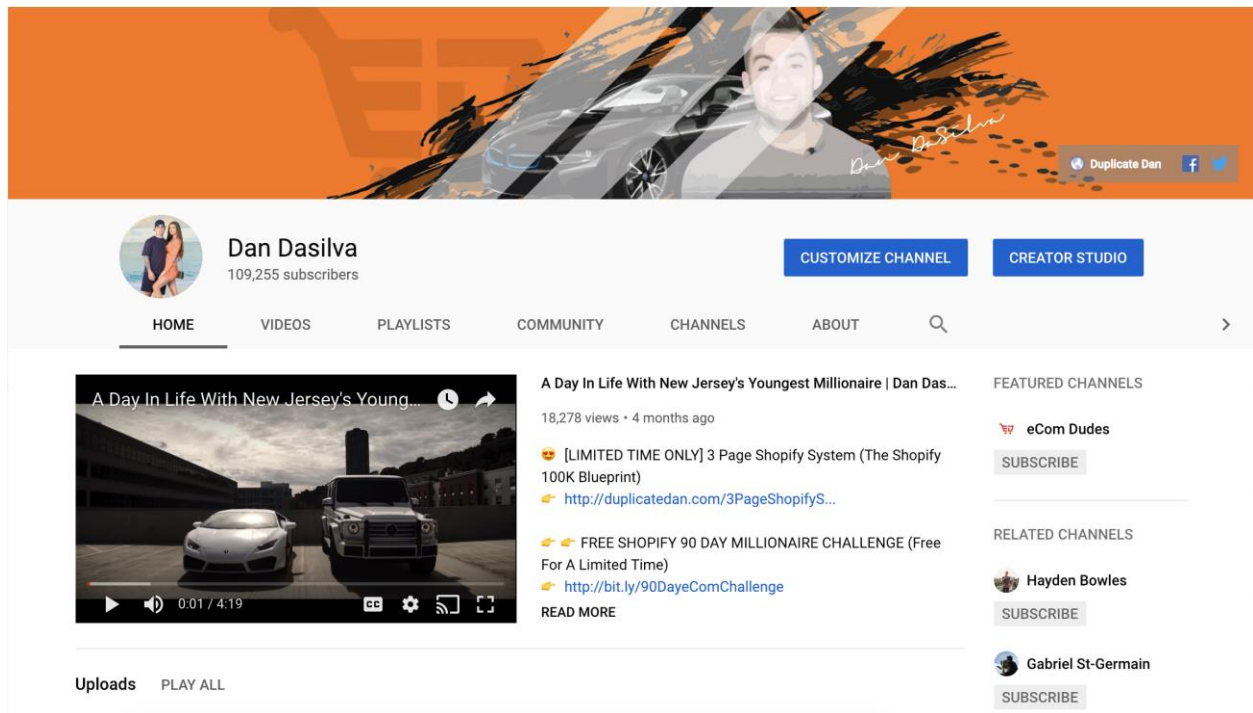 Dan DaSilva
Duplicate Dan
Dan Dasilva
109,255 subscribers
CUSTOMIZE CHANNEL
CREATOR STUDIO
HOME
VIDEOS
PLAYLISTS
COMMUNITY
CHANNELS
ABOUT
A Day In Life With New Jersey's Young...
0:01 / 4:19
CC
A Day In Life With New Jersey's Youngest Millionaire | Dan Das...
18,278 views • 4 months ago
😍 [LIMITED TIME ONLY] 3 Page Shopify System (The Shopify
100K Blueprint)
👉 http://duplicatedan.com/3PageShopifyS...
👉 👉 FREE SHOPIFY 90 DAY MILLIONAIRE CHALLENGE (Free
For A Limited Time)
👉 http://bit.ly/90DayeComChallenge
READ MORE
FEATURED CHANNELS
eCom Dudes
SUBSCRIBE
RELATED CHANNELS
Hayden Bowles
SUBSCRIBE
Gabriel St-Germain
SUBSCRIBE
Uploads
PLAY ALL